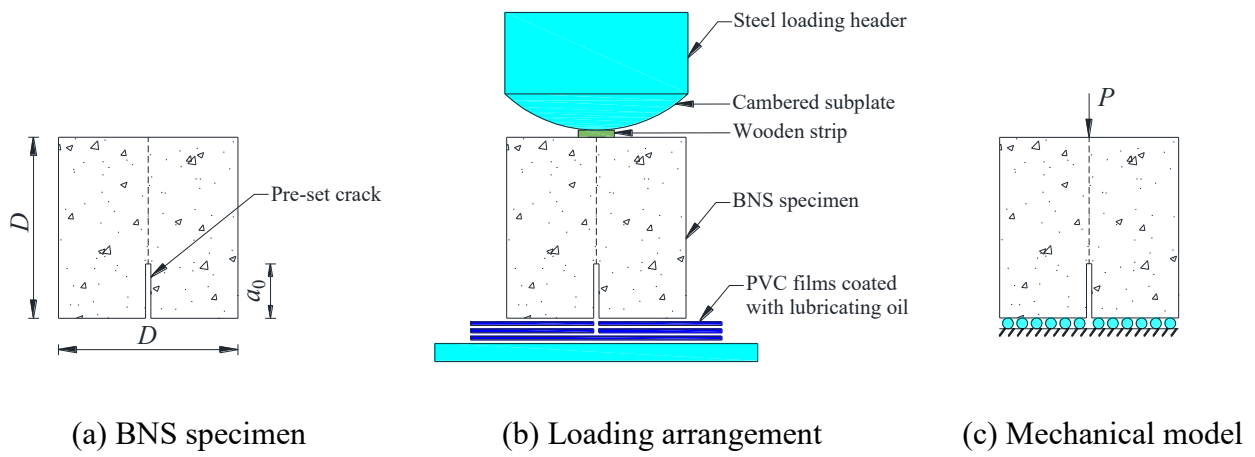 Steel loading header
Cambered subplate
Wooden strip
P
D
Pre-set crack
a0
D
BNS specimen
PVC films coated
with lubricating oil
(a) BNS specimen
(b) Loading arrangement
(c) Mechanical model